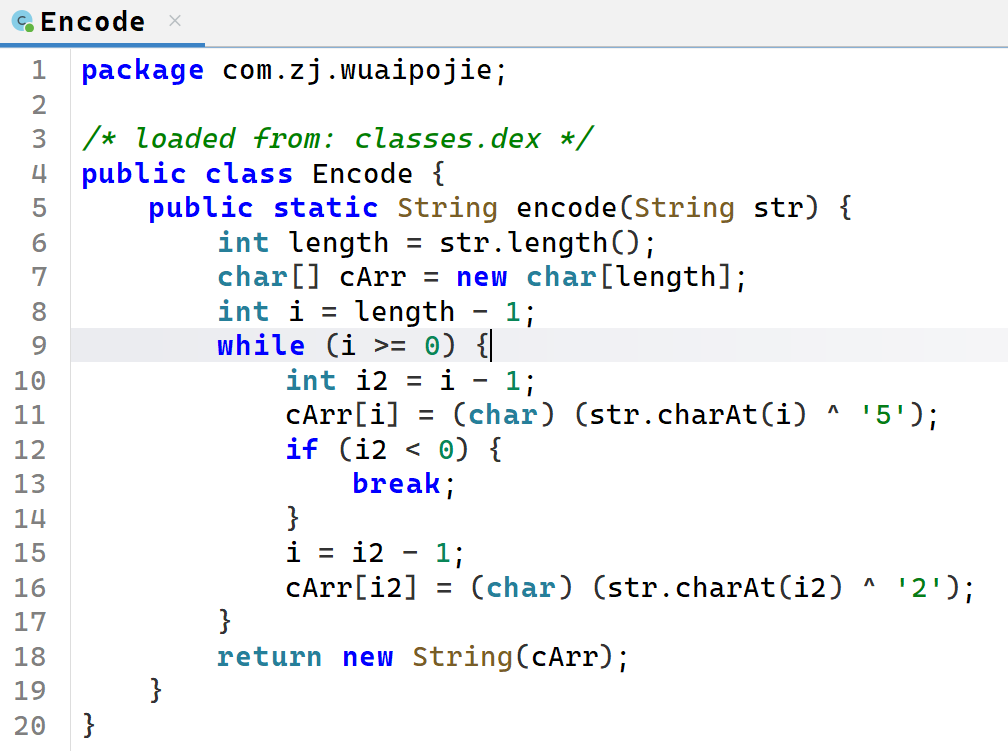 Encode ×
1 package com.zj.wuaipojie;
2
3 /* loaded from: classes.dex */
4 public class Encode {
5     public static String encode(String str) {
6         int length = str.length();
7         char[] cArr = new char[length];
8         int i = length - 1;
9         while (i >= 0) {
10             int i2 = i - 1;
11             cArr[i] = (char) (str.charAt(i) ^ '5');
12             if (i2 < 0) {
13                 break;
14             }
15             i = i2 - 1;
16             cArr[i2] = (char) (str.charAt(i2) ^ '2');
17         }
18         return new String(cArr);
19     }
20 }